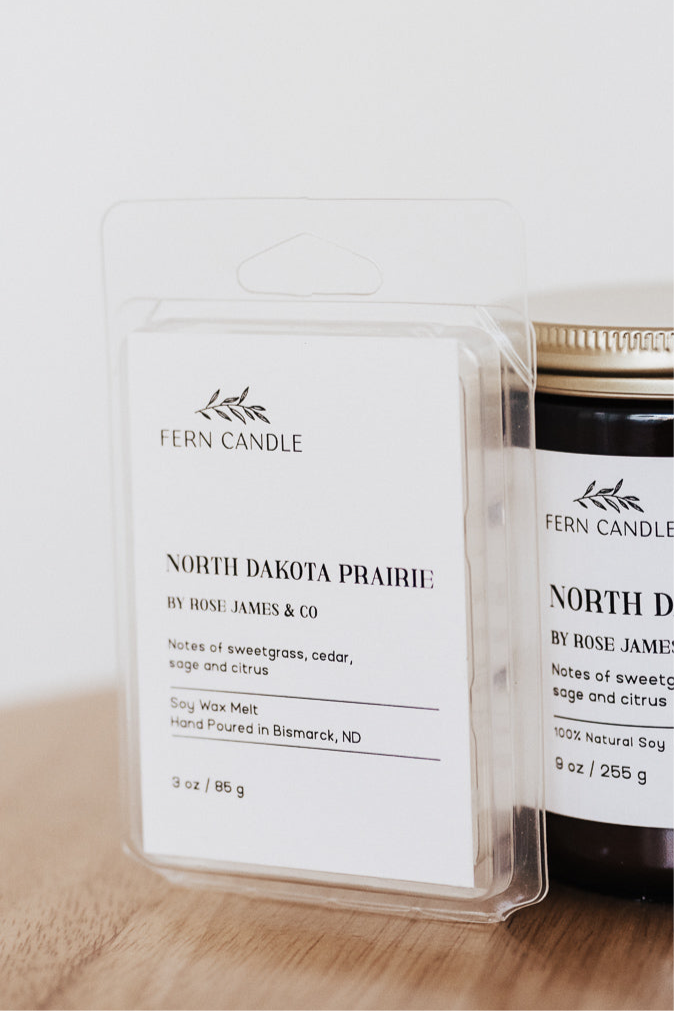 FERN CANDLE
NORTH DAKOTA PRAIRIE
BY ROSE JAMES & CO
Notes of sweetgrass, cedar,
sage and citrus
Soy Wax Melt
Hand Poured in Bismarck, ND
3 oz / 85 g
FERN CANDLE
NORTH D
BY ROSE JAMES
Notes of sweetg
sage and citrus
100% Natural Soy
9 oz / 255 g